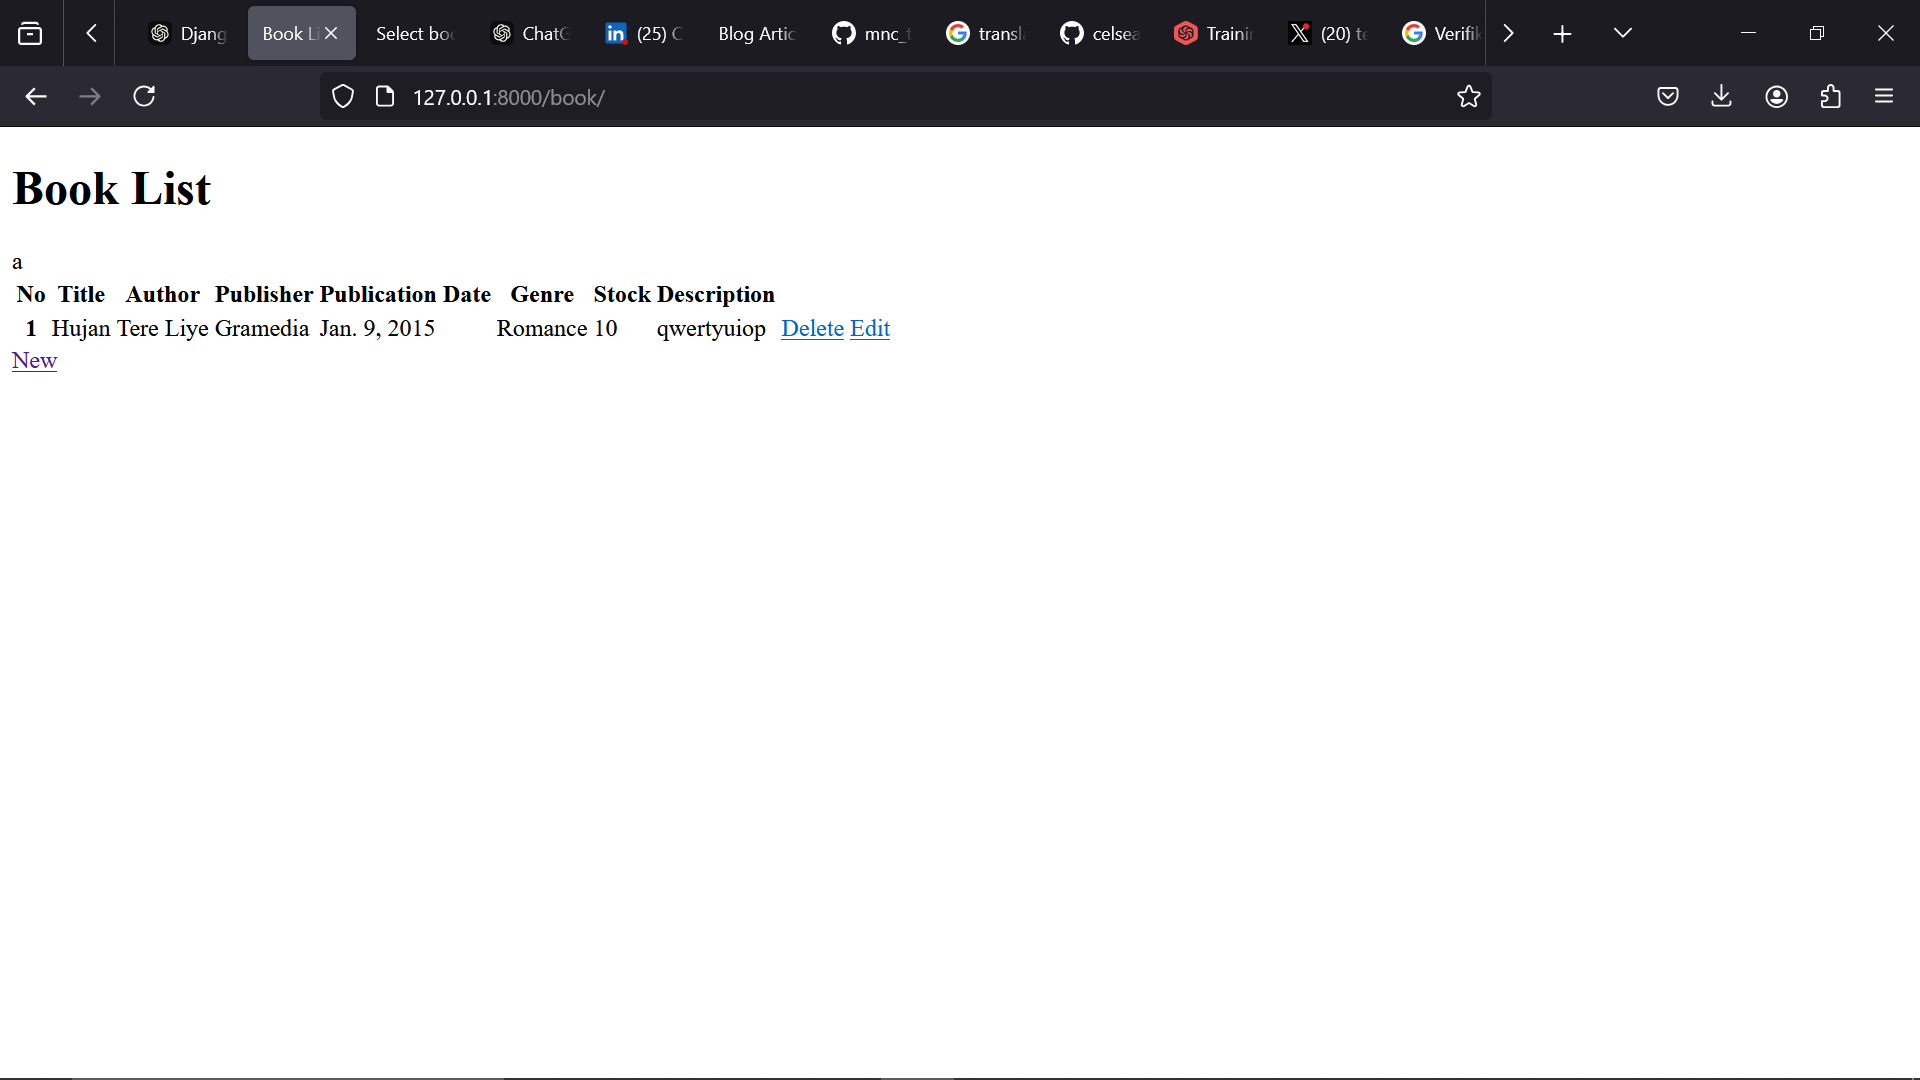 Djang
Book Li
Select boo
ChatG
(25) C
Blog Artic
mnc_t
transl
celsea
Trainin
(20) te
Verifik
127.0.0.1:8000/book/
Book List
a
No Title Author Publisher Publication Date Genre Stock Description
1 Hujan Tere Liye Gramedia Jan. 9, 2015 Romance 10 qwertyuiop Delete Edit
New